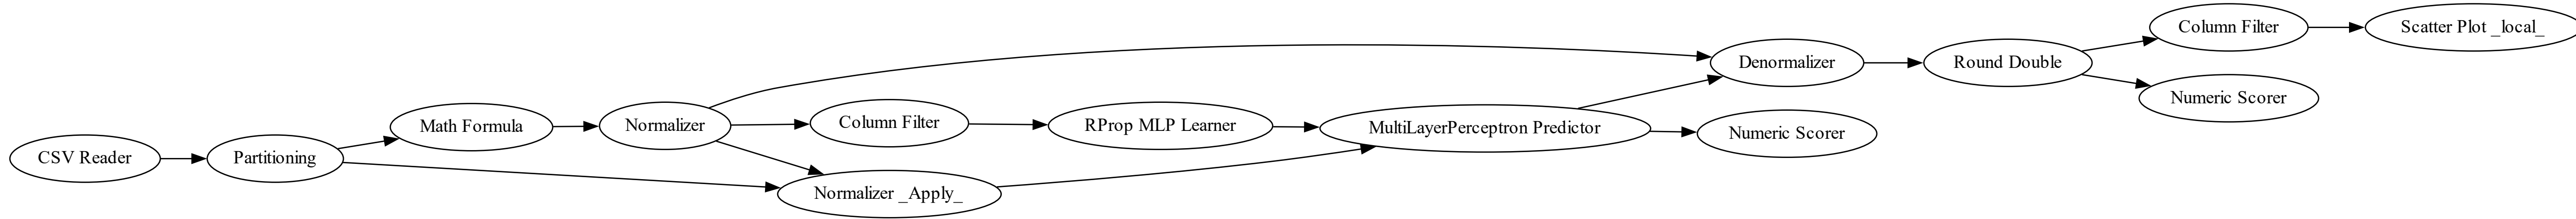 CSV Reader
Partitioning
Math Formula
Normalizer
Column Filter
Normalizer _Apply_
RProp MLP Learner
MultiLayerPerceptron Predictor
Denormalizer
Numeric Scorer
Round Double
Column Filter
Numeric Scorer
Scatter Plot _local_